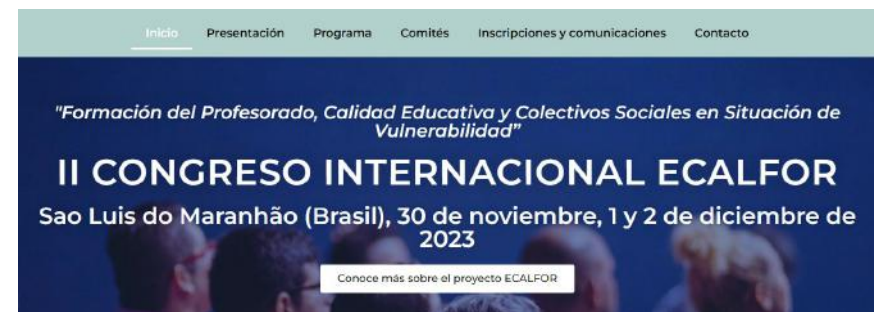 Inicio Presentación Programa Comités Inscripciones y comunicaciones Contacto
"Formación del Profesorado, Calidad Educativa y Colectivos Sociales en Situación de
Vulnerabilidad”
II CONGRESO INTERNACIONAL ECALFOR
Sao Luis do Maranhão (Brasil), 30 de noviembre, 1 y 2 de diciembre de
2023
Conoce más sobre el proyecto ECALFOR